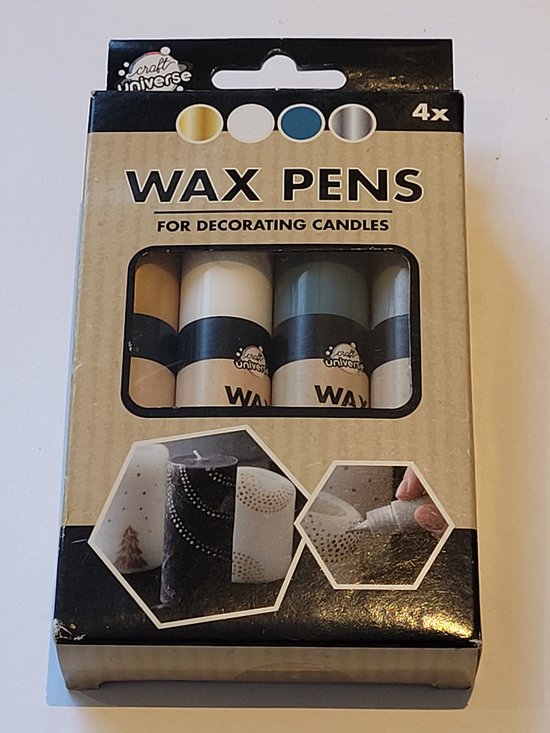 craft
universe
4x
WAX PENS
FOR DECORATING CANDLES
craft
universe
craft
universe
WAX
WAX